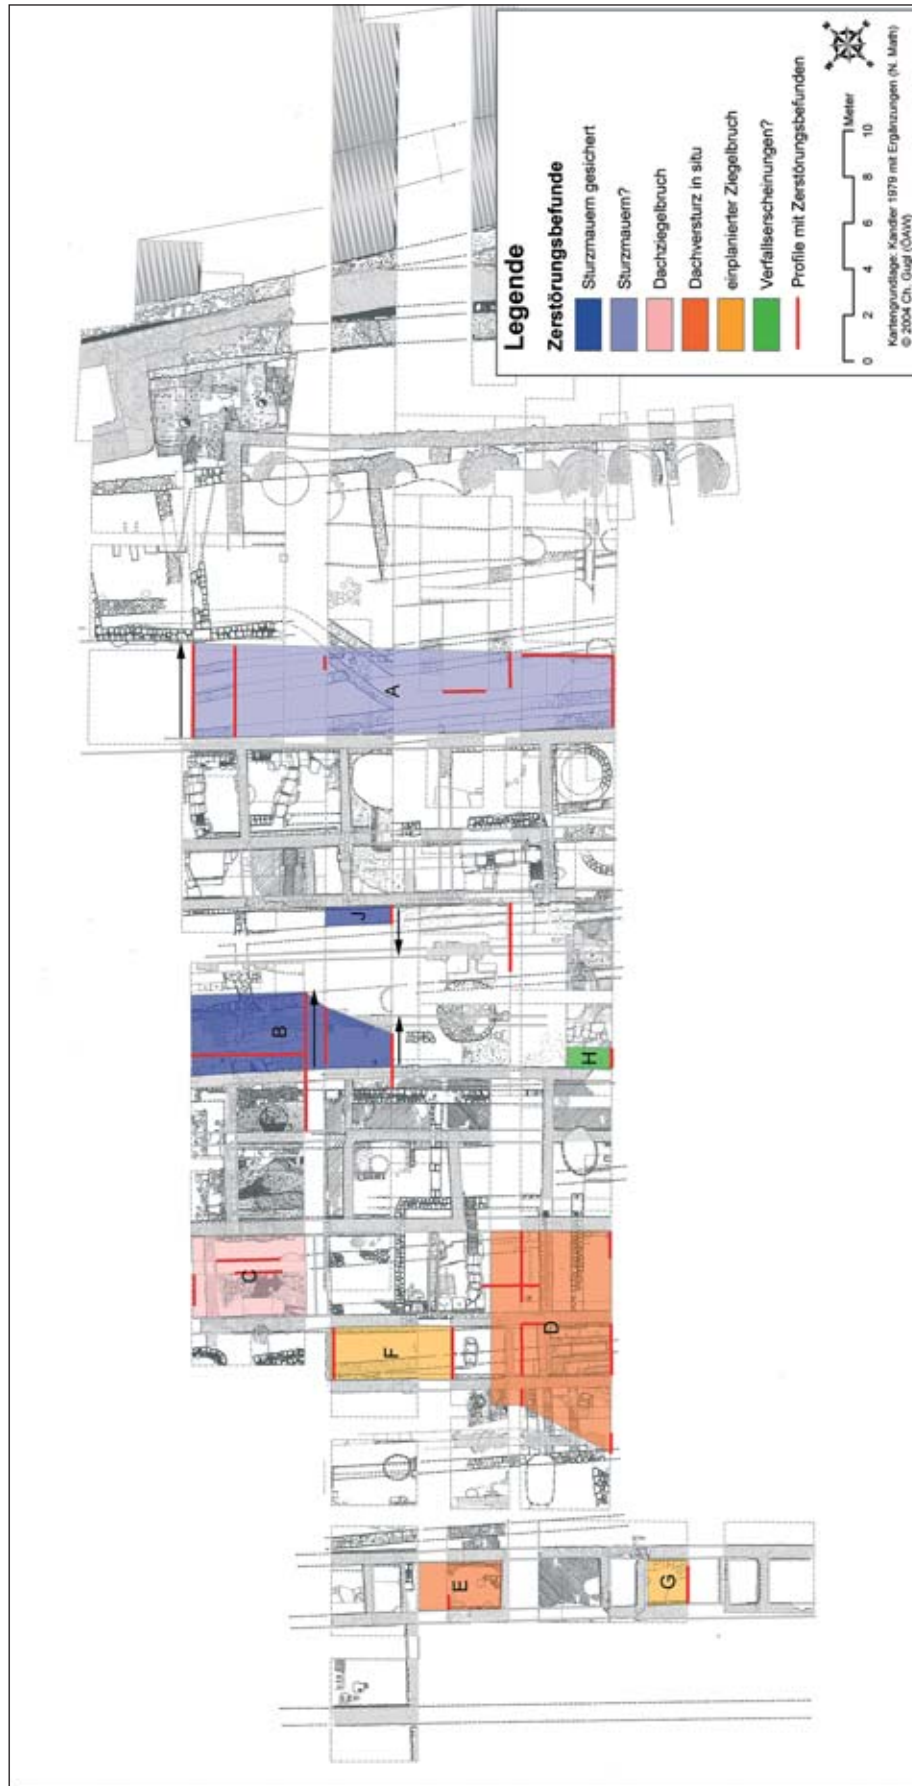 Legende
Zerstörungsbefunde
Sturzmauern gesichert
Sturzmauern?
Dachziegelbruch
Dachversturz in situ
einplanierter Ziegelbruch
Verfallserscheinungen?
Profile mit Zerstörungsbefunden
0 2 4 6 8 10 Meter
Kartengrundlage: Kandler 1979 mit Ergänzungen (N. Math)
© 2004 Ch. Gugl (ÖAW)
A
J
B
H
C
D
F
E
G